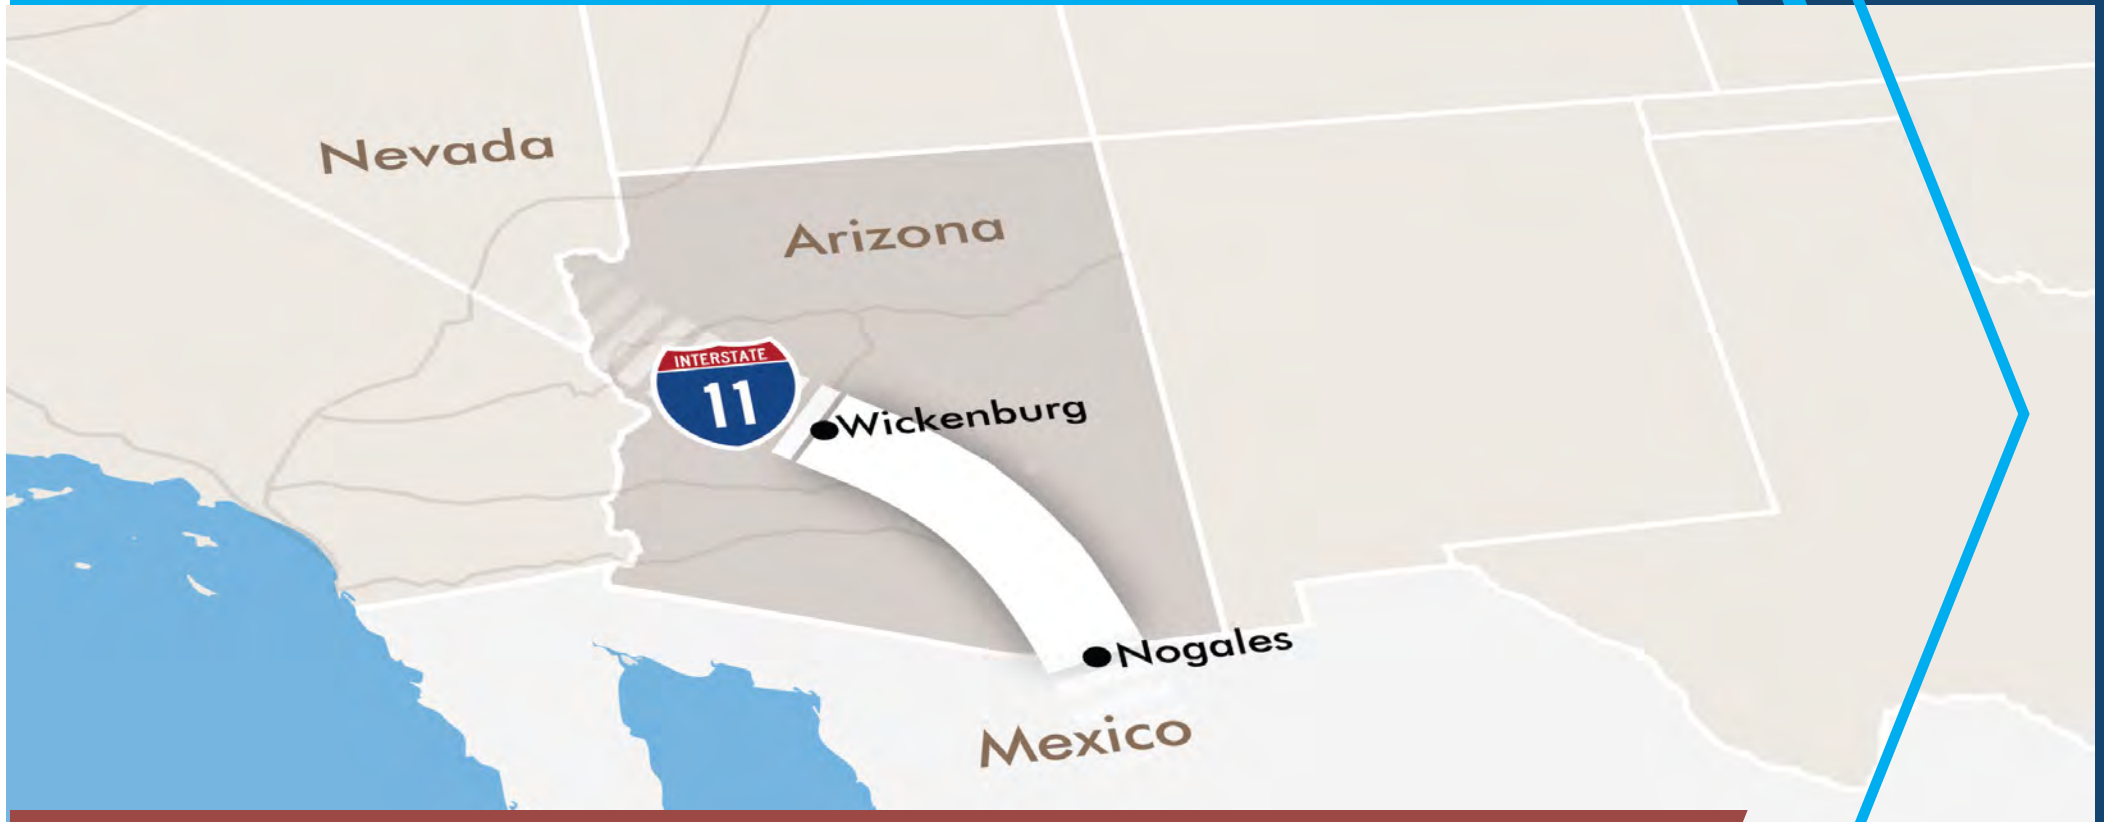 Nevada
Arizona
INTERSTATE
11
Wickenburg
Nogales
Mexico